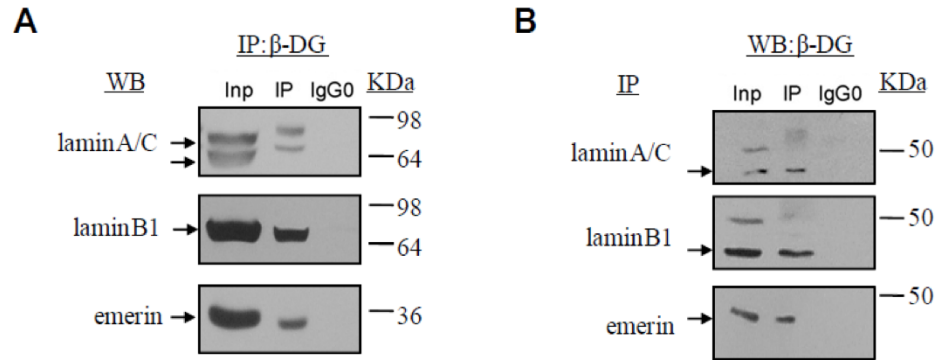 A
IP:β-DG
WB
Inp IP IgG0
KDa
laminA/C
98
64
laminB1
98
64
emerin
36
B
WB:β-DG
IP
Inp IP IgG0
KDa
laminA/C
50
laminB1
50
emerin
50